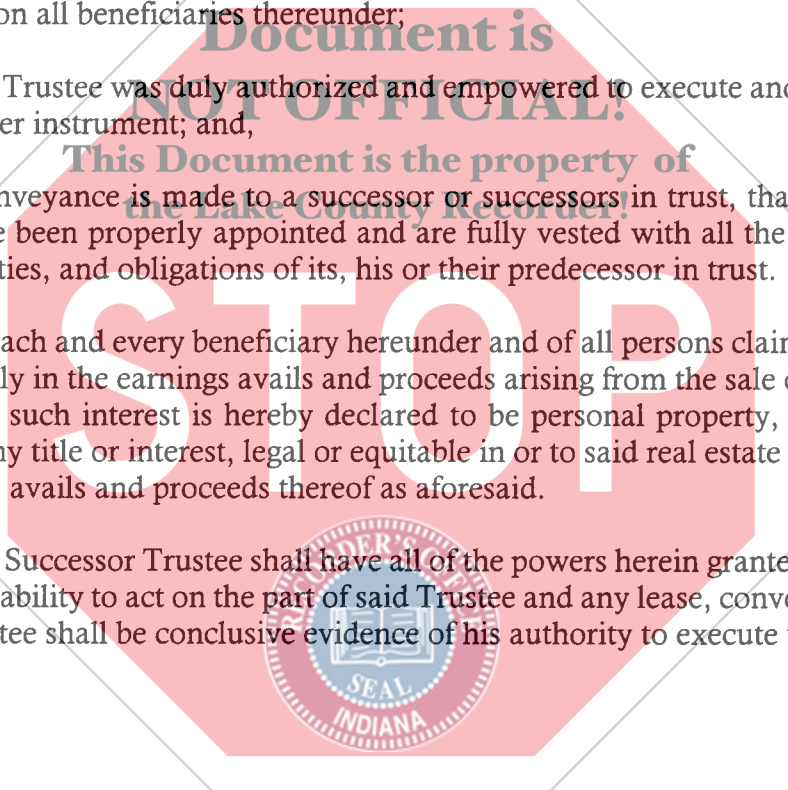 on all beneficiaries thereunder;
Document is
Trustee was duly authorized and empowered to execute and
NOT OFFICIAL!
er instrument; and,
This Document is the property of
nveyance is made to a successor or successors in trust, tha
the Lake County Recorder!
e been properly appointed and are fully vested with all the
ties, and obligations of its, his or their predecessor in trust.
STOP
ach and every beneficiary hereunder and of all persons clai
ly in the earnings avails and proceeds arising from the sale
such interest is hereby declared to be personal property,
ny title or interest, legal or equitable in or to said real estate
avails and proceeds thereof as aforesaid.
Successor Trustee shall have all of the powers herein grante
ability to act on the part of said Trustee and any lease, conve
tee shall be conclusive evidence of his authority to execute
RECORDER'S OFFICE
SEAL
INDIANA